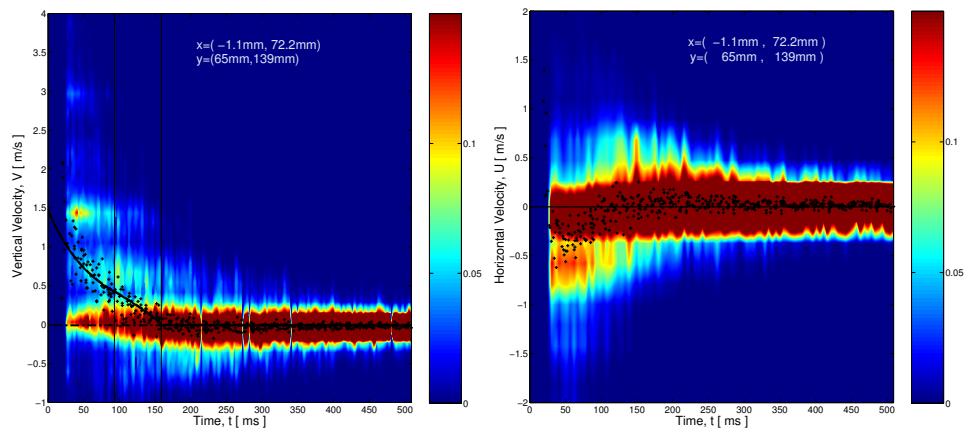 4
3.5
3
2.5
2
1.5
1
0.5
0
-0.5
-1
Vertical Velocity, V [ m/s ]
x=( −1.1mm, 72.2mm)
y=(65mm,139mm)
0 50 100 150 200 250 300 350 400 450 500
Time, t [ ms ]
0.1
0.05
0
2
1.5
1
0.5
0
-0.5
-1
-1.5
-2
Horizontal Velocity, U [ m/s ]
x=( −1.1mm , 72.2mm )
y=( 65mm , 139mm )
0 50 100 150 200 250 300 350 400 450 500
Time, t [ ms ]
0.1
0.05
0